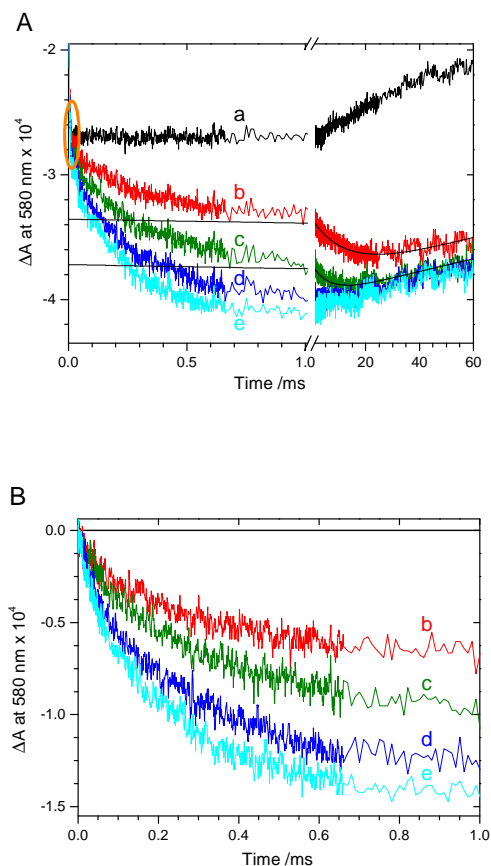 A
ΔA at 580 nm x 10⁴
-2
-3
-4
a
b
c
d
e
0.0 0.5 1.0 20 40 60
Time /ms
B
ΔA at 580 nm x 10⁴
0.0
-0.5
-1.0
-1.5
b
c
d
e
0.0 0.2 0.4 0.6 0.8 1.0
Time /ms